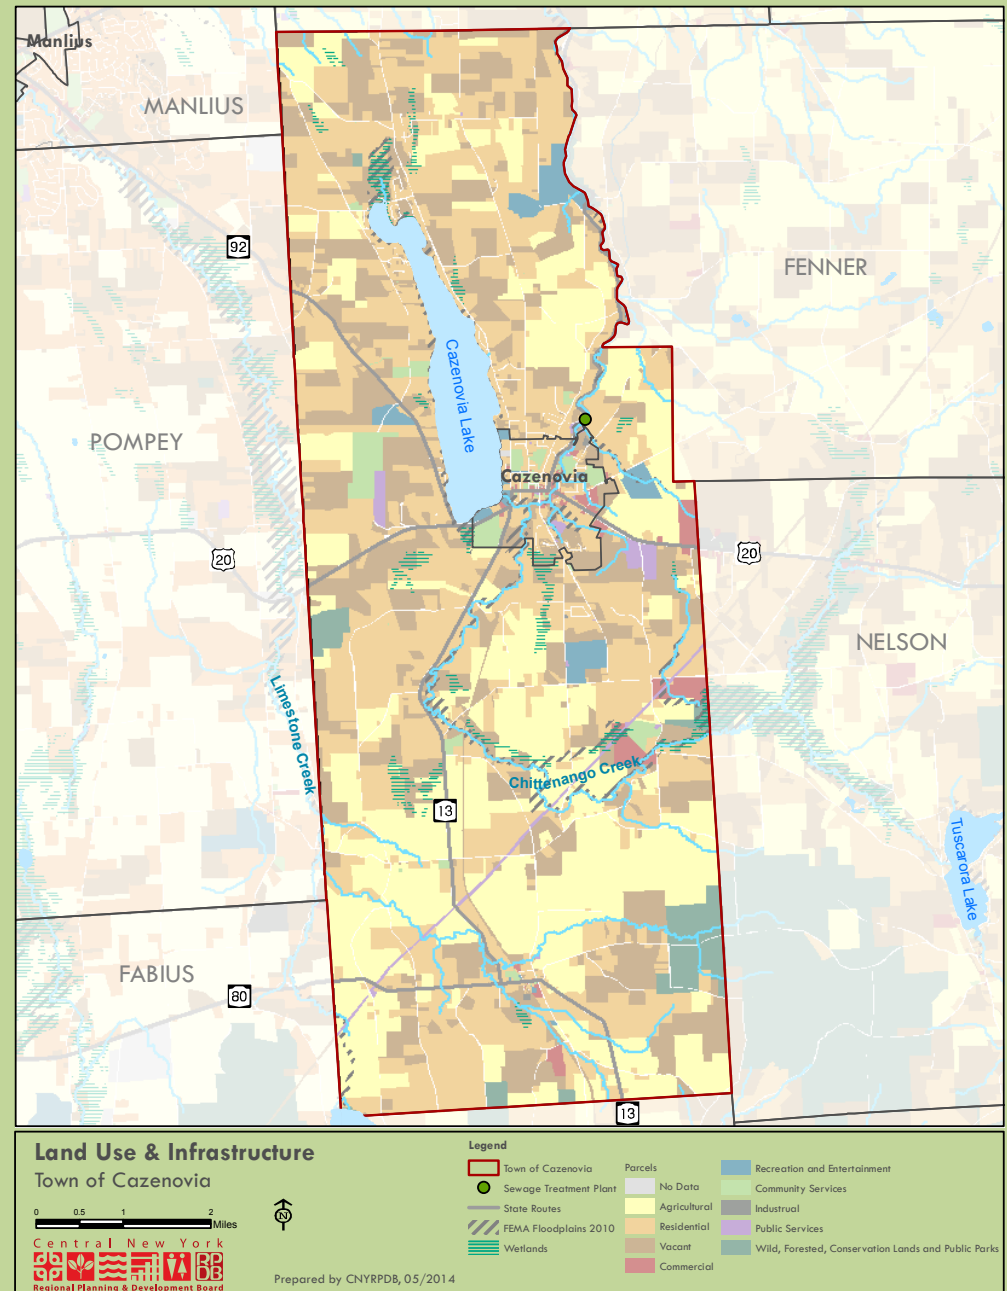 Manlius
MANLIUS
92
FENNER
Cazenovia Lake
POMPEY
Cazenovia
20
20
NELSON
Limestone Creek
Chittenango Creek
13
Tuscarora Lake
FABIUS
80
13
Land Use & Infrastructure
Town of Cazenovia
0 0.5 1 2
Miles
N
Central New York
RP
DB
Regional Planning & Development Board
Prepared by CNYRPDB, 05/2014
Legend
Town of Cazenovia
Sewage Treatment Plant
State Routes
FEMA Floodplains 2010
Wetlands
Parcels
No Data
Agricultural
Residential
Vacant
Commercial
Recreation and Entertainment
Community Services
Indusrual
Public Services
Wild, Forested, Conservation Lands and Public Parks